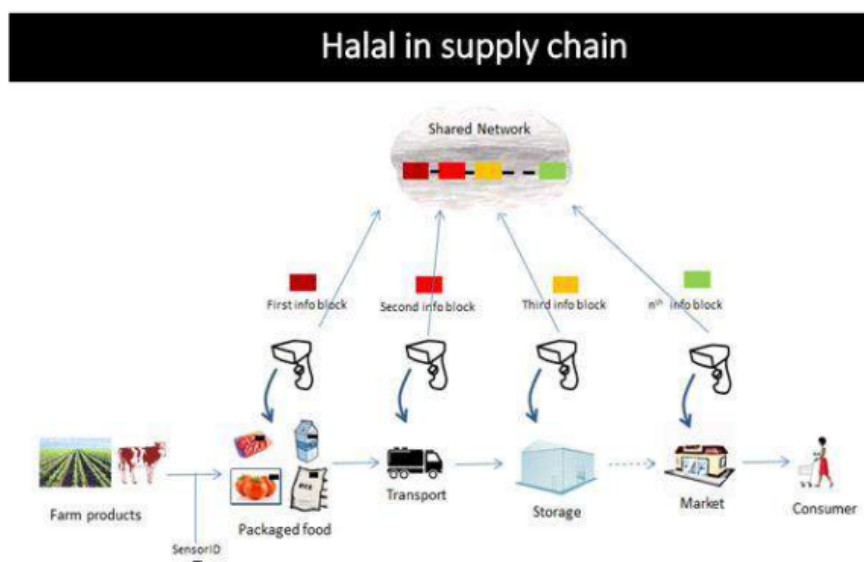 Halal in supply chain
Shared Network
First info block
Second info block
Third info block
nth info block
Farm products
SensorID
Packaged food
Transport
Storage
Market
Consumer